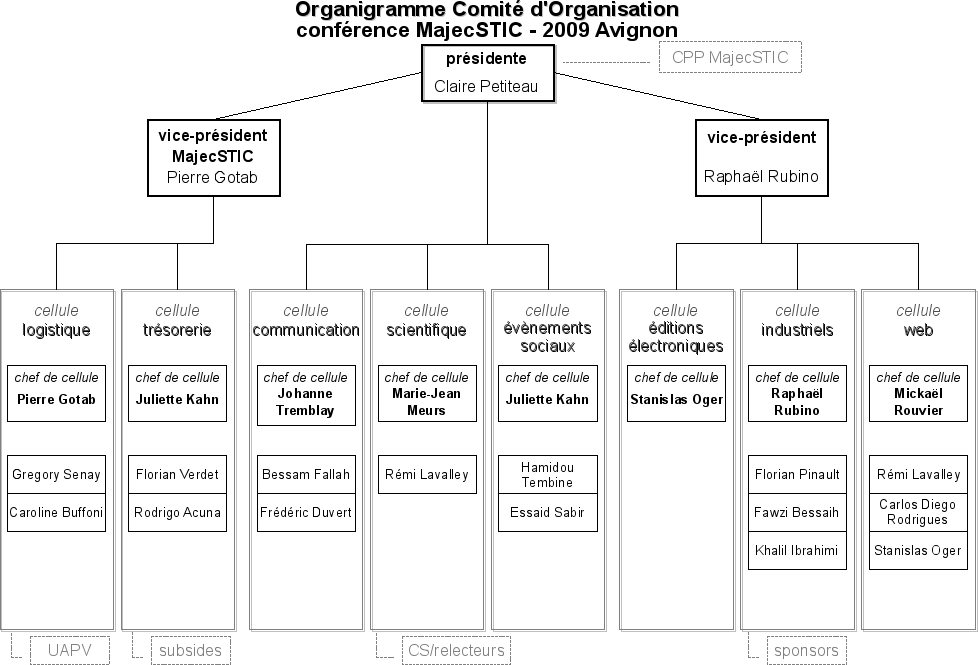 Organigramme Comité d'Organisation
conférence MajecSTIC - 2009 Avignon
présidente
Claire Petiteau
CPP MajecSTIC
vice-président
MajecSTIC
Pierre Gotab
vice-président
Raphaël Rubino
cellule
logistique
chef de cellule
Pierre Gotab
Gregory Senay
Caroline Buffoni
UAPV
cellule
trésorerie
chef de cellule
Juliette Kahn
Florian Verdet
Rodrigo Acuna
subsides
cellule
communication
chef de cellule
Johanne
Tremblay
Bessam Fallah
Frédéric Duvert
cellule
scientifique
chef de cellule
Marie-Jean
Meurs
Rémi Lavalley
CS/relecteurs
cellule
évènements
sociaux
chef de cellule
Juliette Kahn
Hamidou
Tembine
Essaid Sabir
cellule
éditions
électroniques
chef de cellule
Stanislas Oger
cellule
industriels
chef de cellule
Raphaël
Rubino
Florian Pinault
Fawzi Bessaih
Khalil Ibrahimi
sponsors
cellule
web
chef de cellule
Mickaël
Rouvier
Rémi Lavalley
Carlos Diego
Rodrigues
Stanislas Oger